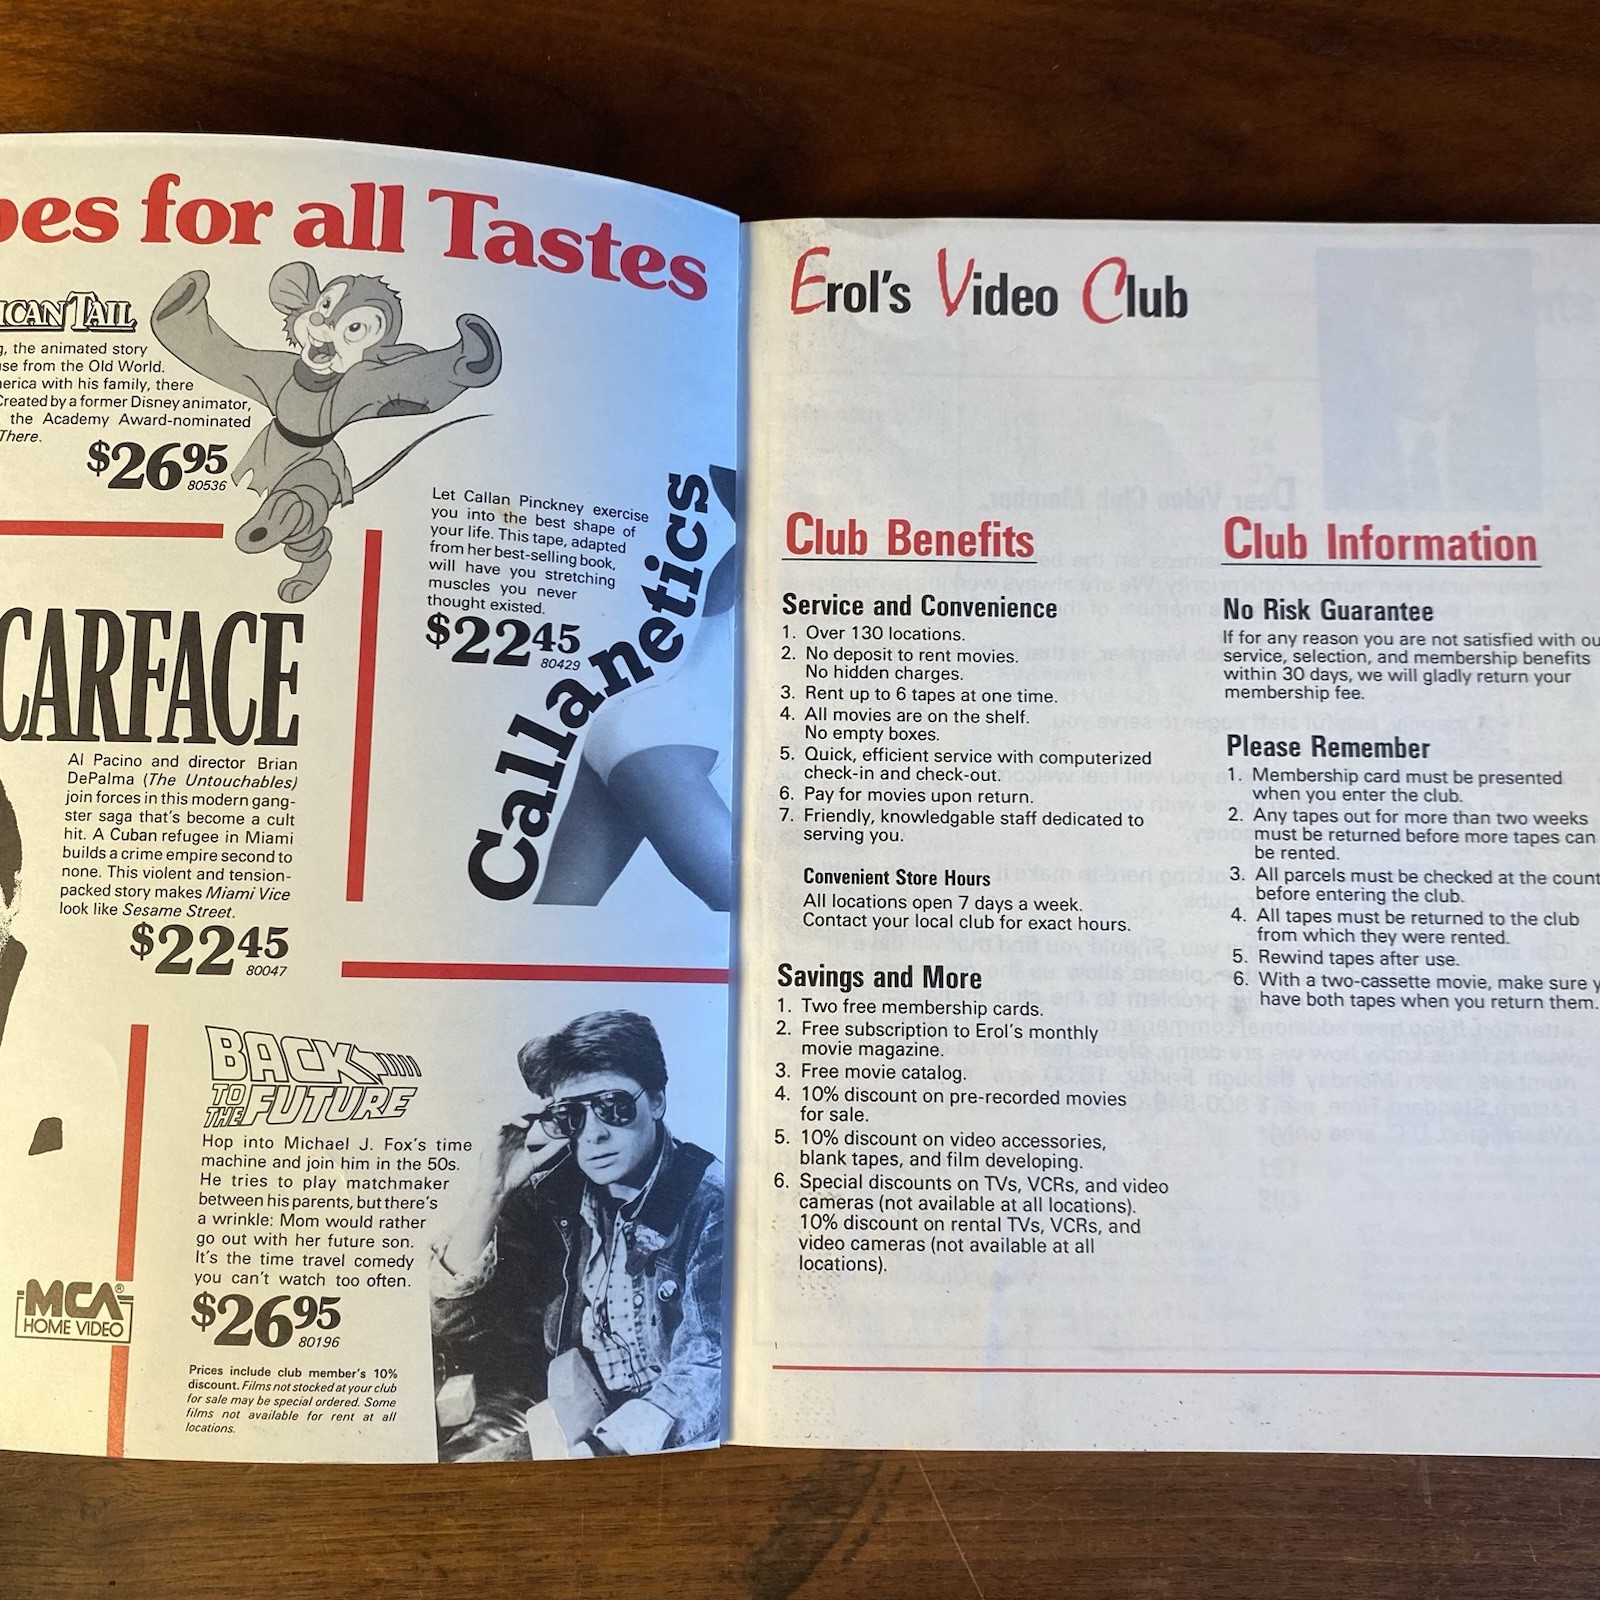 pes for all Tastes
ICAN TAIL
the animated story
from the Old World.
with his family, there
Created by a former Disney animator,
the Academy Award-nominated
There.
$26 95
80536
Let Callan Pinckney exercise
you into the best shape of
your life. This tape, adapted
from her best-selling book,
will have you stretching
muscles you never
thought existed.
$22 45
80429
Callanetics
CARFACE
Al Pacino and director Brian
DePalma (The Untouchables)
join forces in this modern gang-
ster saga that's become a cult
hit. A Cuban refugee in Miami
builds a crime empire second to
none. This violent and tension-
packed story makes Miami Vice
look like Sesame Street.
$22 45
80047
BACK
TO THE FUTURE
Hop into Michael J. Fox's time
machine and join him in the 50s.
He tries to play matchmaker
between his parents, but there's
a wrinkle: Mom would rather
go out with her future son.
It's the time travel comedy
you can't watch too often.
$26 95
80196
MCA®
HOME VIDEO
Prices include club member's 10%
discount. Films not stocked at your club
for sale may be special ordered. Some
films not available for rent at all
locations.
Erol's Video Club
Club Benefits
Service and Convenience
1. Over 130 locations.
2. No deposit to rent movies.
No hidden charges.
3. Rent up to 6 tapes at one time.
4. All movies are on the shelf.
No empty boxes.
5. Quick, efficient service with computerized
check-in and check-out.
6. Pay for movies upon return.
7. Friendly, knowledgable staff dedicated to
serving you.
Convenient Store Hours
All locations open 7 days a week.
Contact your local club for exact hours.
Savings and More
1. Two free membership cards.
2. Free subscription to Erol's monthly
movie magazine.
3. Free movie catalog.
4. 10% discount on pre-recorded movies
for sale.
5. 10% discount on video accessories,
blank tapes, and film developing.
6. Special discounts on TVs, VCRs, and video
cameras (not available at all locations).
10% discount on rental TVs, VCRs, and
video cameras (not available at all
locations).
Club Information
No Risk Guarantee
If for any reason you are not satisfied with ou
service, selection, and membership benefits
within 30 days, we will gladly return your
membership fee.
Please Remember
1. Membership card must be presented
when you enter the club.
2. Any tapes out for more than two weeks
must be returned before more tapes can
be rented.
3. All parcels must be checked at the count
before entering the club.
4. All tapes must be returned to the club
from which they were rented.
5. Rewind tapes after use.
6. With a two-cassette movie, make sure y
have both tapes when you return them.